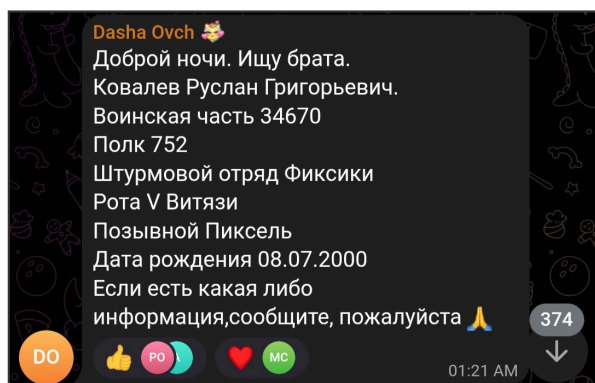 Dasha Ovch
Доброй ночи. Ищу брата.
Ковалев Руслан Григорьевич.
Воинская часть 34670
Полк 752
Штурмовой отряд Фиксики
Рота V Витязи
Позывной Пиксель
Дата рождения 08.07.2000
Если есть какая либо
информация,сообщите, пожалуйста 🙏
374
DO
PO
MC
01:21 AM